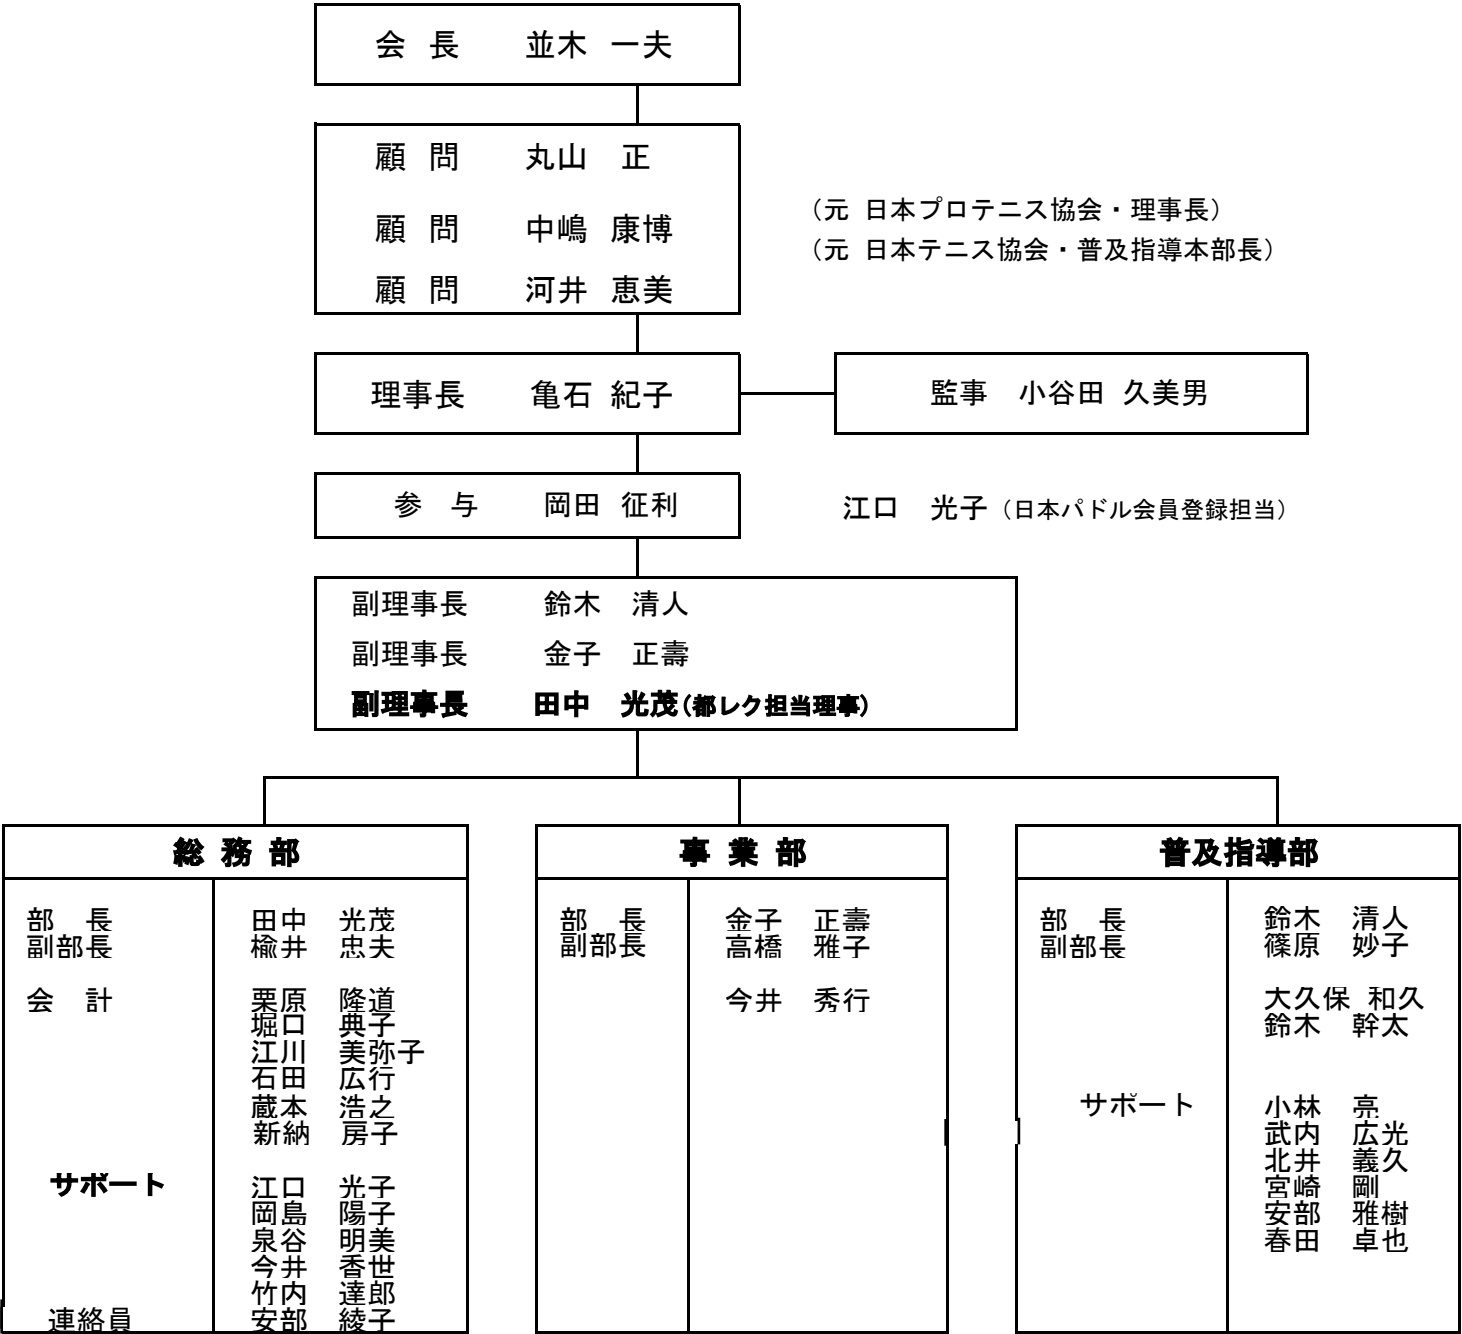 会 長 並木 一夫
顧 問 丸山 正
顧 問 中嶋 康博 （元 日本プロテニス協会・理事長）
（元 日本テニス協会・普及指導本部長）
顧 問 河井 恵美
理事長 亀石 紀子 監事 小谷田 久美男
参 与 岡田 征利 江口 光子（日本パドル会員登録担当）
副理事長 鈴木 清人
副理事長 金子 正壽
副理事長 田中 光茂(都レク担当理事)
総 務 部
部 長 田中 光茂
副部長 楡井 忠夫
会 計 栗原 隆道
堀口 典子
江川 美弥子
石田 広行
蔵本 浩之
新納 房子
サポート 江口 光子
岡島 陽子
泉谷 明美
今井 香世
竹内 達郎
連絡員 安部 綾子
事 業 部
部 長 金子 正壽
副部長 高橋 雅子
今井 秀行
普及指導部
部 長 鈴木 清人
副部長 篠原 妙子
大久保 和久
鈴木 幹太
サポート 小林 亮
武内 広光
北井 義久
宮崎 剛
安部 雅樹
春田 卓也